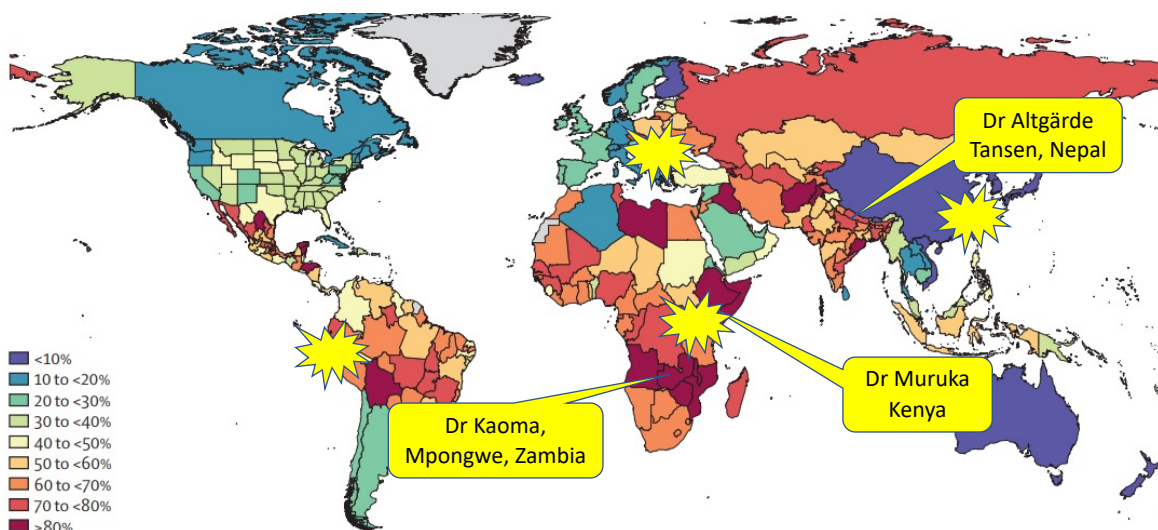 Dr Altgärde
Tansen, Nepal
Dr Muruka
Kenya
Dr Kaoma,
Mpongwe, Zambia
<10%
10 to <20%
20 to <30%
30 to <40%
40 to <50%
50 to <60%
60 to <70%
70 to <80%
≥80%